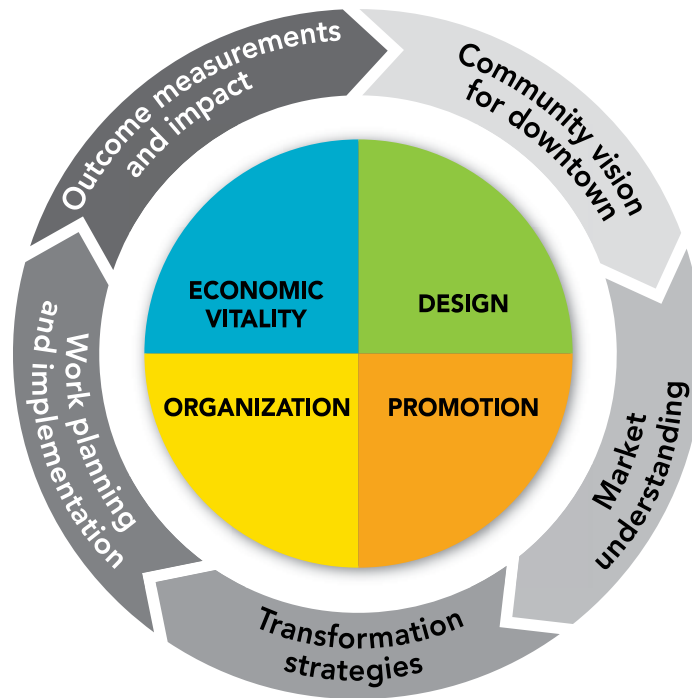 Community vision
for downtown
Market
understanding
Transformation
strategies
Work planning
and implementation
Outcome measurements
and impact
ECONOMIC
VITALITY
DESIGN
ORGANIZATION
PROMOTION